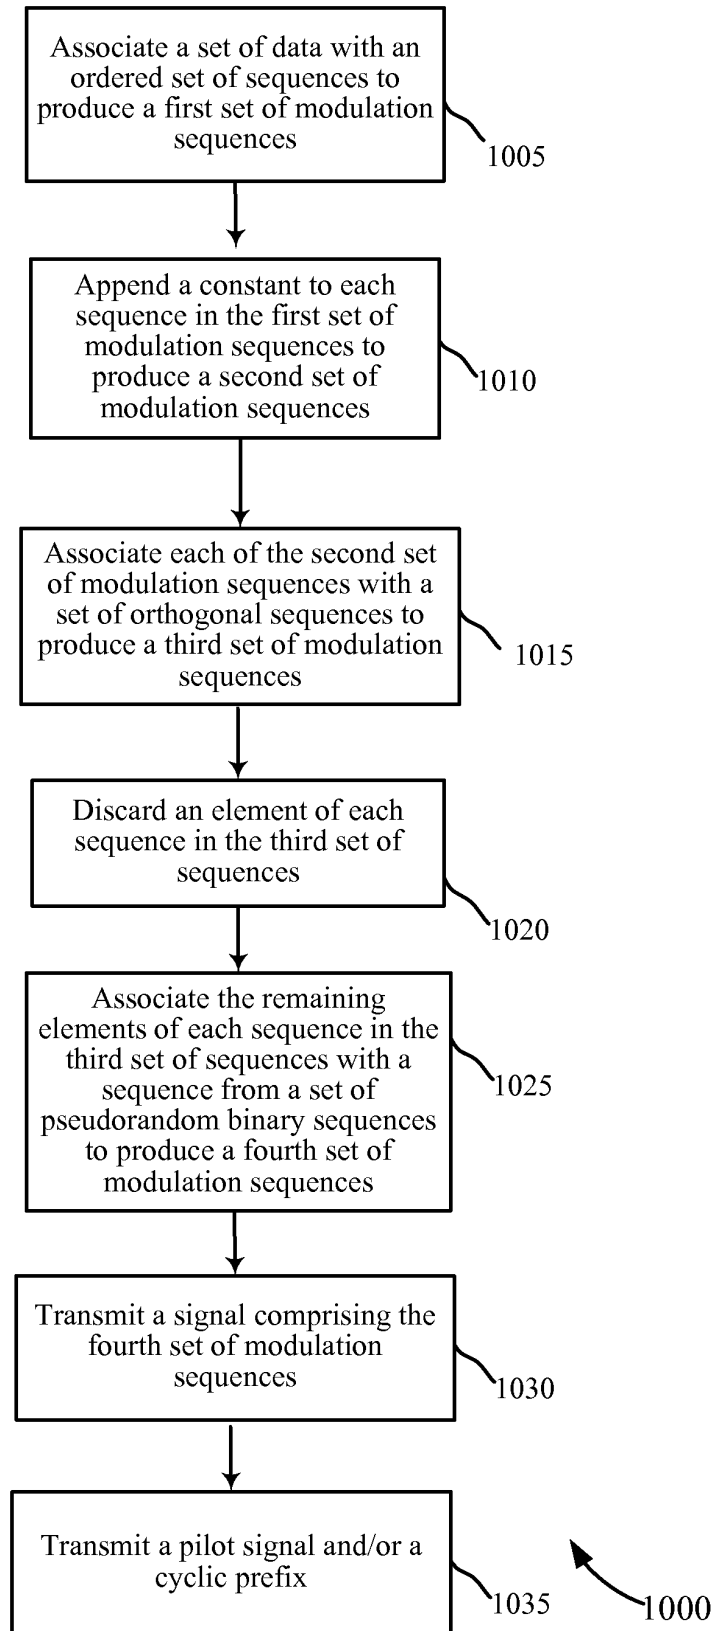 Associate a set of data with an
ordered set of sequences to
produce a first set of modulation
sequences
1005
Append a constant to each
sequence in the first set of
modulation sequences to
produce a second set of
modulation sequences
1010
Associate each of the second set
of modulation sequences with a
set of orthogonal sequences to
produce a third set of modulation
sequences
1015
Discard an element of each
sequence in the third set of
sequences
1020
Associate the remaining
elements of each sequence in the
third set of sequences with a
sequence from a set of
pseudorandom binary sequences
to produce a fourth set of
modulation sequences
1025
Transmit a signal comprising the
fourth set of modulation
sequences
1030
Transmit a pilot signal and/or a
cyclic prefix
1035
1000